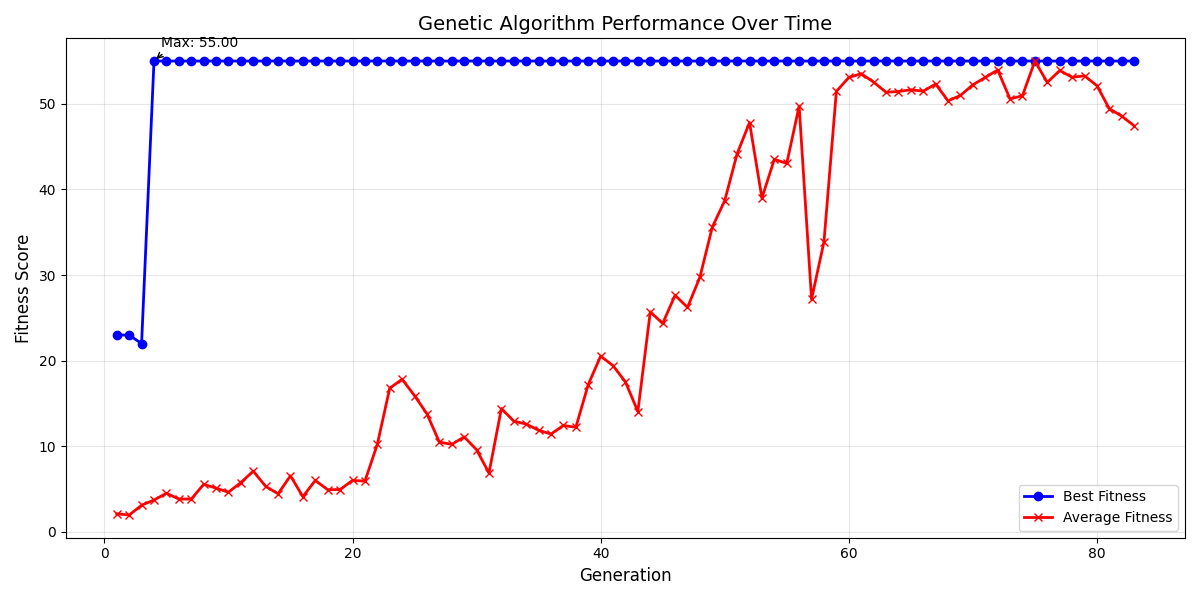 Genetic Algorithm Performance Over Time
Max: 55.00
Fitness Score
50
40
30
20
10
0
0 20 40 60 80
Generation
Best Fitness
Average Fitness